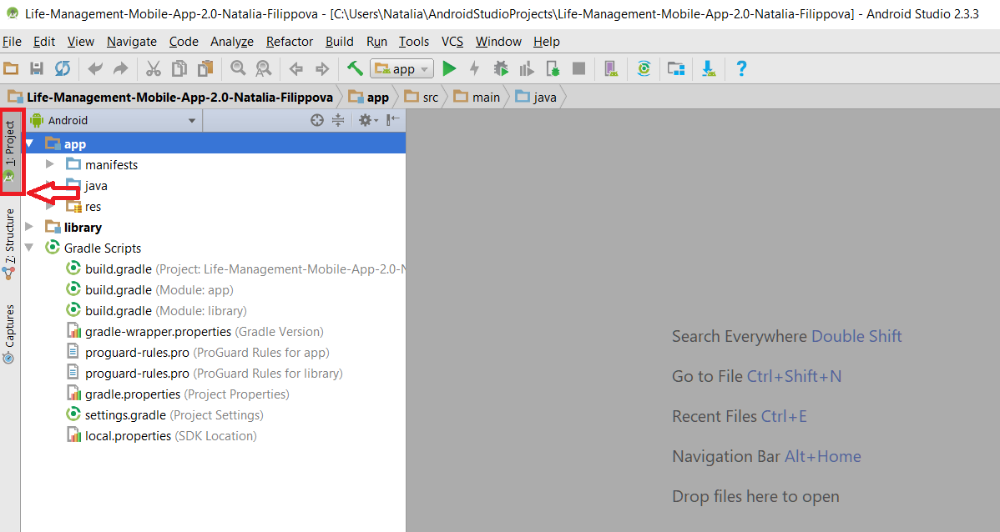 Life-Management-Mobile-App-2.0-Natalia-Filippova - [C:\Users\Natalia\AndroidStudioProjects\Life-Management-Mobile-App-2.0-Natalia-Filippova] - Android Studio 2.3.3
File Edit View Navigate Code Analyze Refactor Build Run Tools VCS Window Help
app
Life-Management-Mobile-App-2.0-Natalia-Filippova app src main java
1: Project
7: Structure
Captures
Android
app
manifests
java
res
library
Gradle Scripts
build.gradle (Project: Life-Management-Mobile-App-2.0-N
build.gradle (Module: app)
build.gradle (Module: library)
gradle-wrapper.properties (Gradle Version)
proguard-rules.pro (ProGuard Rules for app)
proguard-rules.pro (ProGuard Rules for library)
gradle.properties (Project Properties)
settings.gradle (Project Settings)
local.properties (SDK Location)
Search Everywhere Double Shift
Go to File Ctrl+Shift+N
Recent Files Ctrl+E
Navigation Bar Alt+Home
Drop files here to open